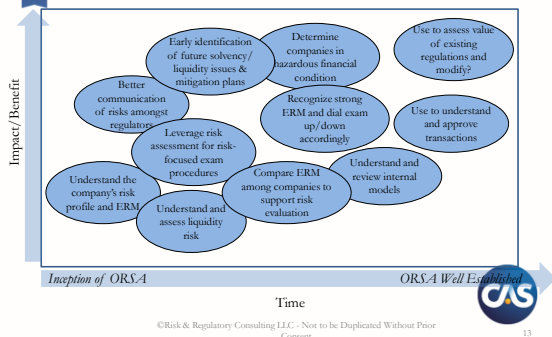 Impact/Benefit
Early identification
of future solvency/
liquidity issues &
mitigation plans
Determine
companies in
hazardous financial
condition
Use to assess value
of existing
regulations and
modify?
Better
communication
of risks amongst
regulators
Recognize strong
ERM and dial exam
up/down
accordingly
Use to understand
and approve
transactions
Leverage risk
assessment for risk-
focused exam
procedures
Understand and
review internal
models
Understand the
company's risk
profile and ERM
Compare ERM
among companies to
support risk
evaluation
Understand and
assess liquidity
risk
Inception of ORSA
ORSA Well Established
CAS
Time
©Risk & Regulatory Consulting LLC - Not to be Duplicated Without Prior
Consent
13